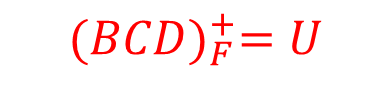 (BCD)⁺_F = U